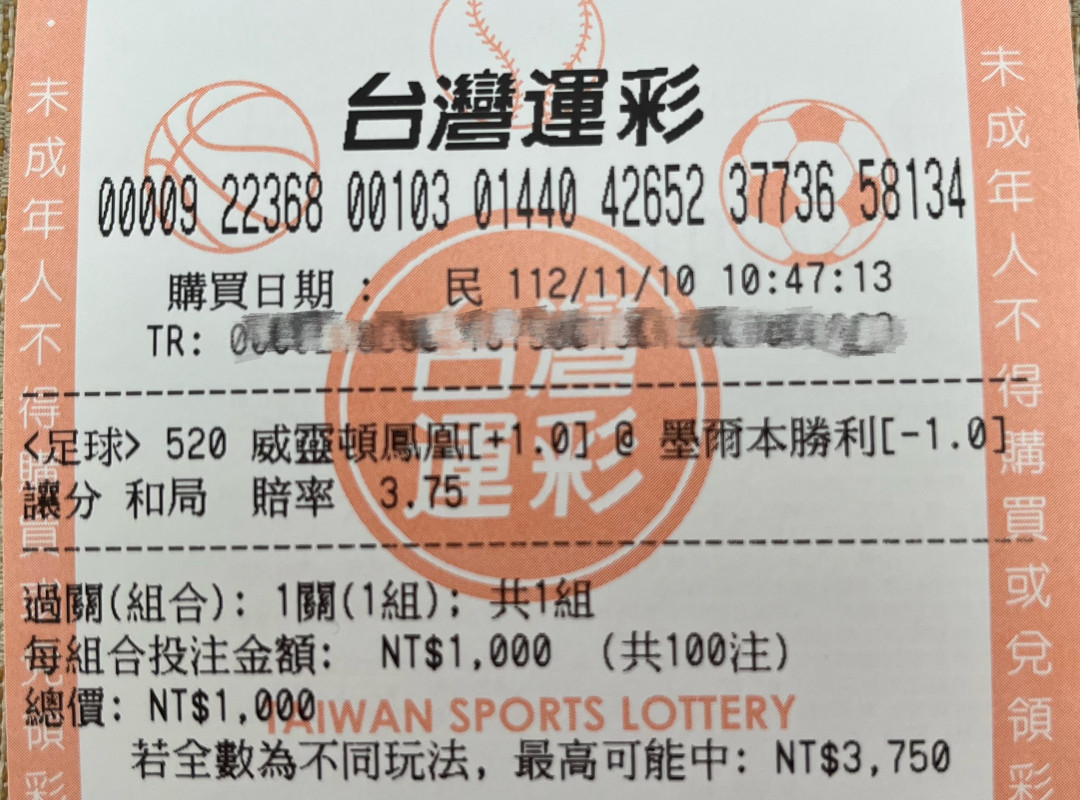 台灣運彩
00009 22368 00103 01440 42652 37736 58134
購買日期: 民 112/11/10 10:47:13
TR:
台灣
運彩
<足球> 520 威靈頓鳳凰[+1.0] @ 墨爾本勝利[-1.0]
讓分 和局 賠率 3.75
過關(組合): 1關(1組); 共1組
每組合投注金額: NT$1,000 (共100注)
總價: NT$1,000
TAIWAN SPORTS LOTTERY
若全數為不同玩法, 最高可能中: NT$3,750
未成年人不得購買或兌領彩
未成年人不得購買或兌領彩